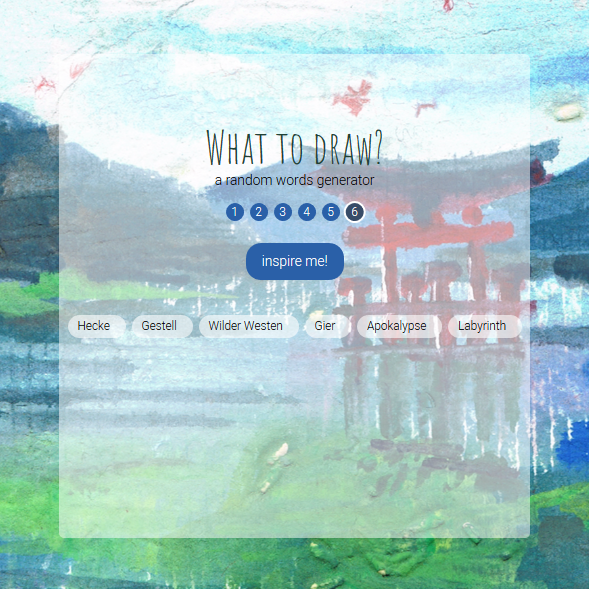 What to draw?
a random words generator
1 2 3 4 5 6
inspire me!
Hecke Gestell Wilder Westen Gier Apokalypse Labyrinth